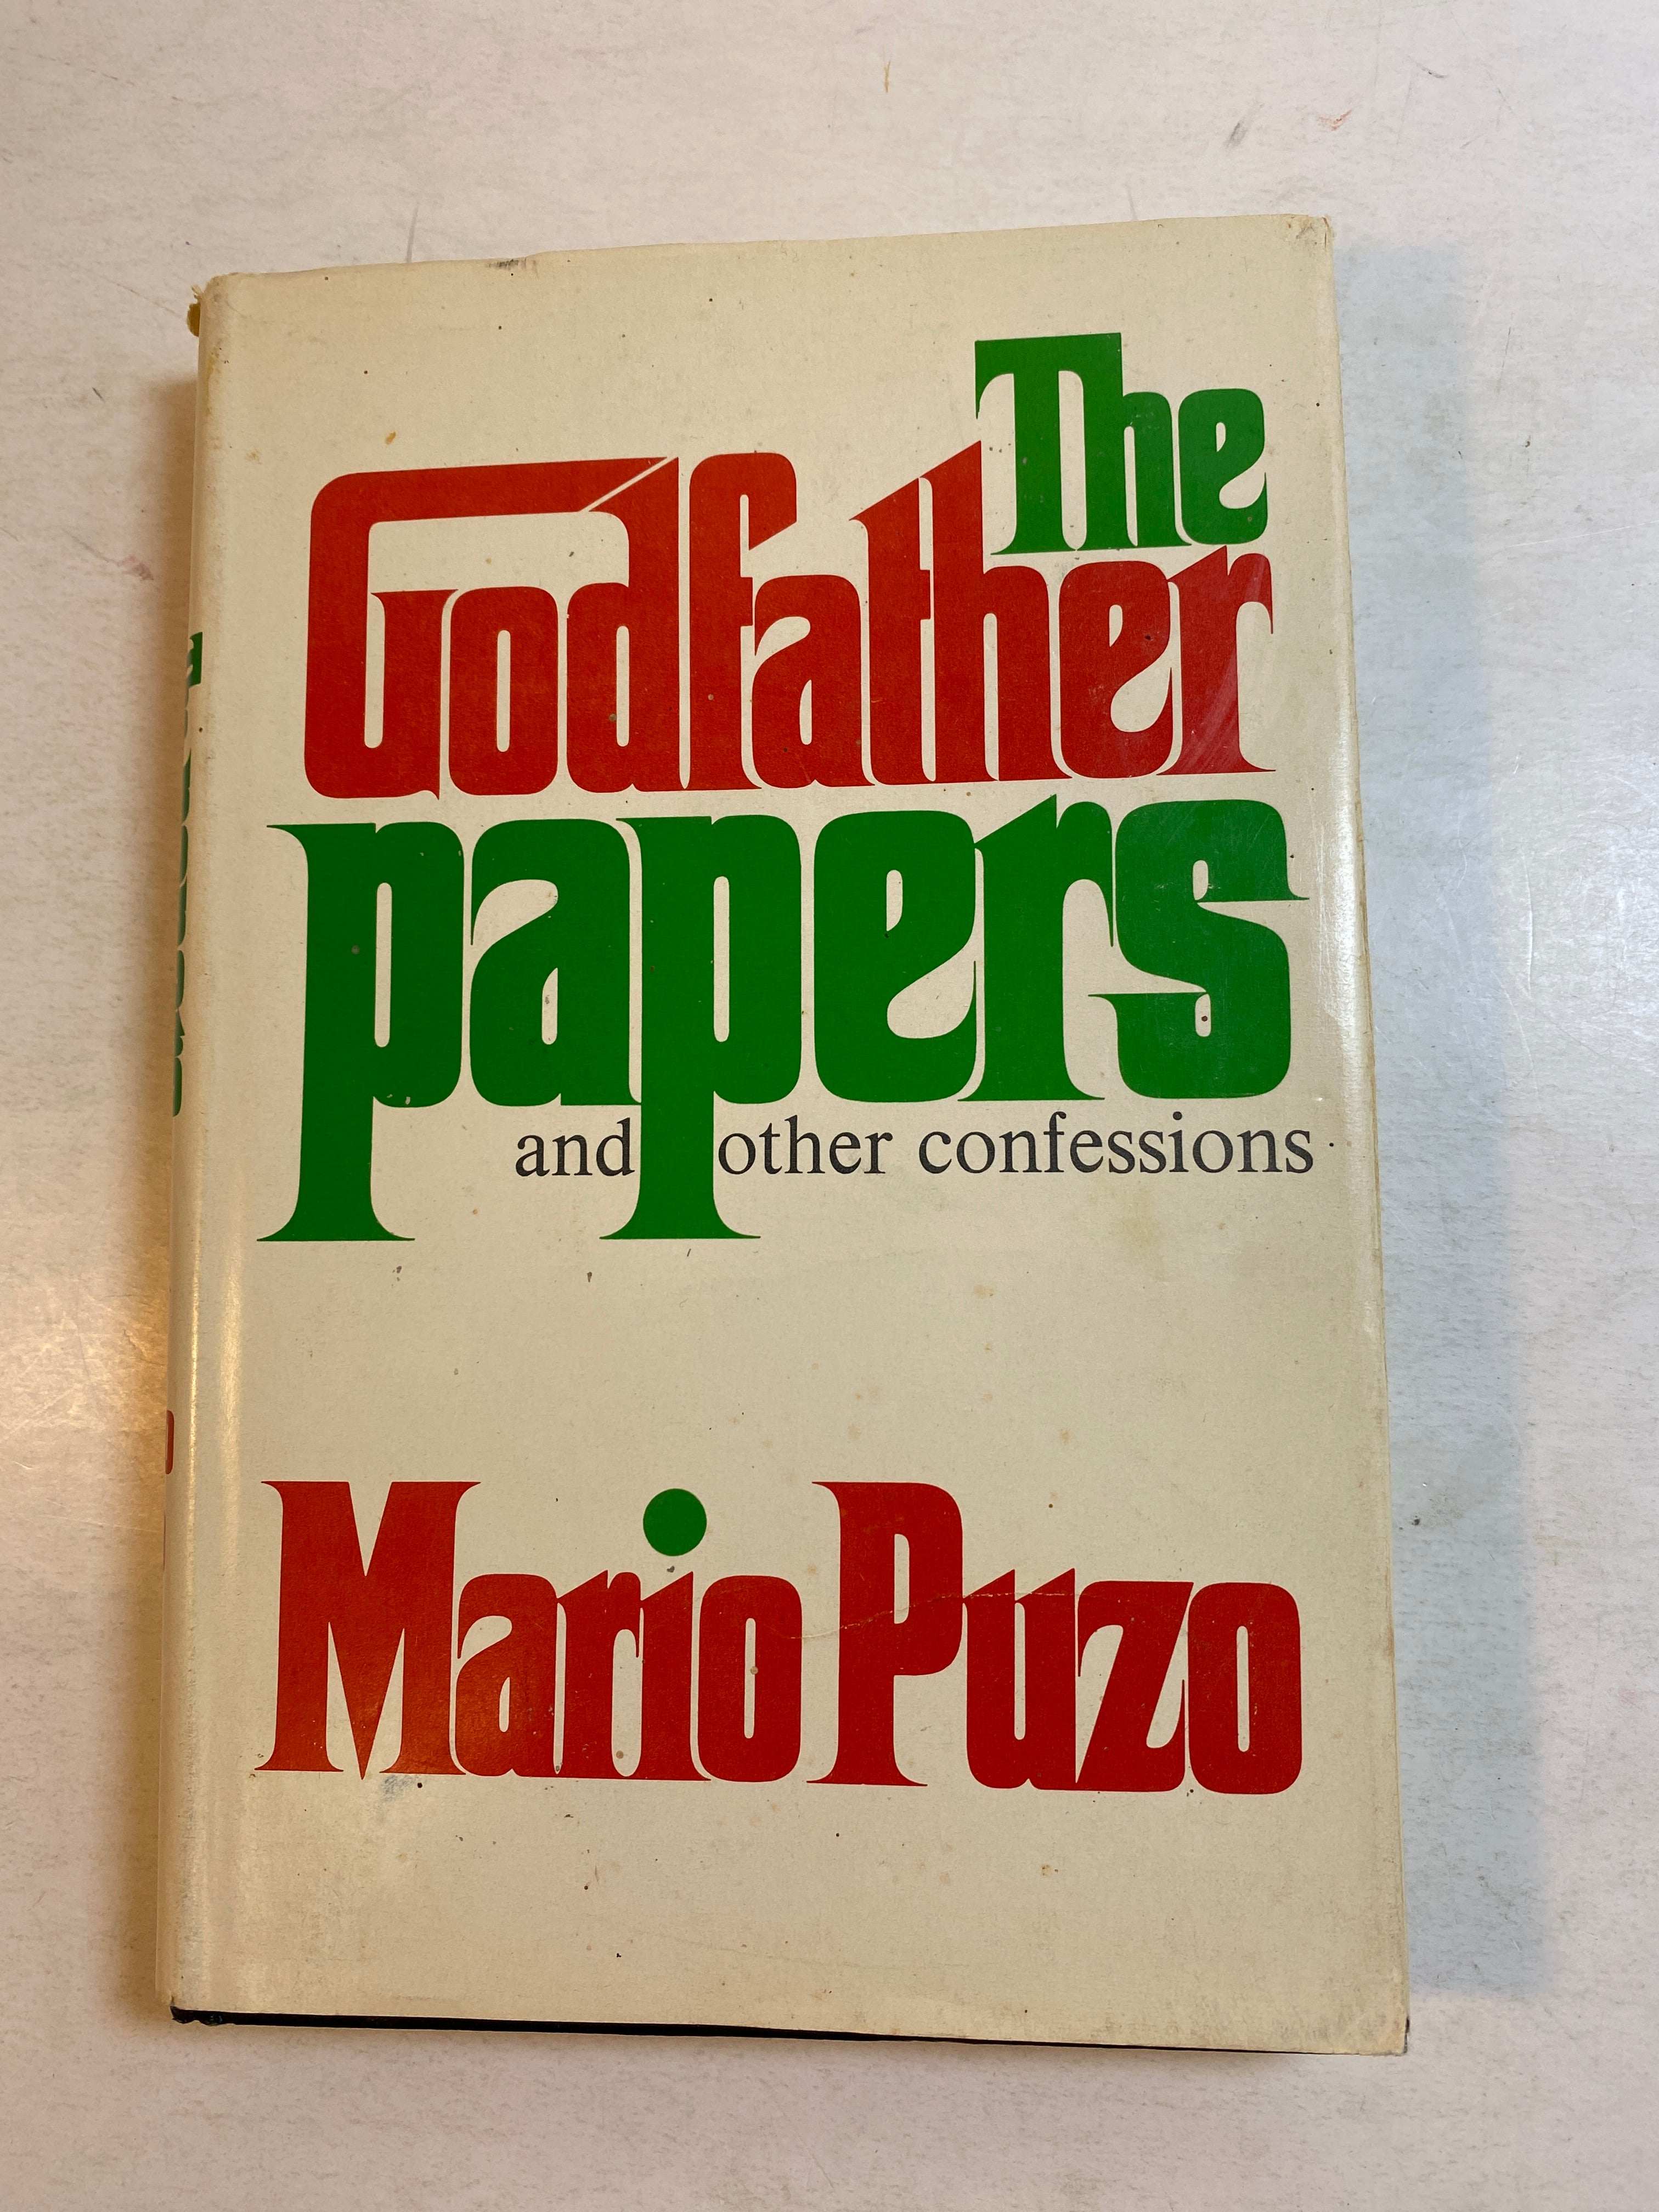 The
Godfather
papers
and other confessions
Mario Puzo